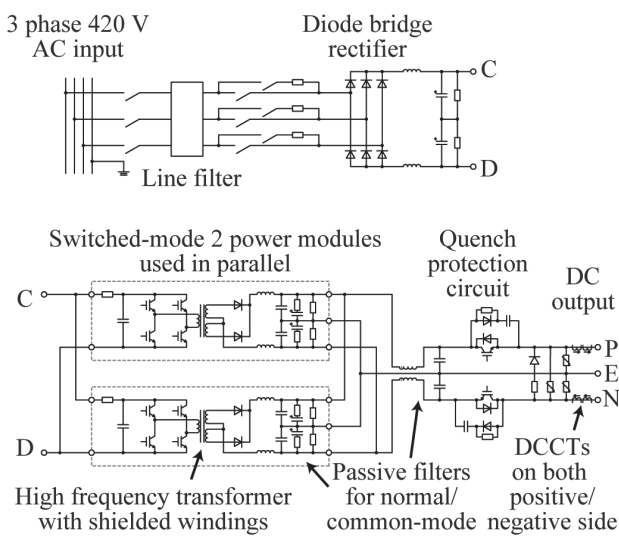 3 phase 420 V
AC input
Diode bridge
rectifier
C
D
Line filter
Switched-mode 2 power modules
used in parallel
Quench
protection
circuit
DC
output
C
P
E
N
D
High frequency transformer
with shielded windings
Passive filters
for normal/
common-mode
DCCTs
on both
positive/
negative side